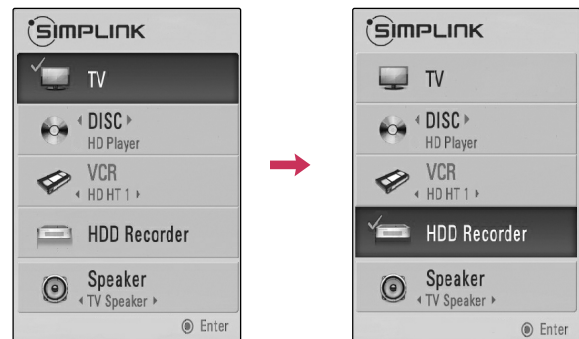 SIMPLINK
TV
DISC
HD Player
VCR
HD HT 1
HDD Recorder
Speaker
TV Speaker
Enter
SIMPLINK
TV
DISC
HD Player
VCR
HD HT 1
HDD Recorder
Speaker
TV Speaker
Enter